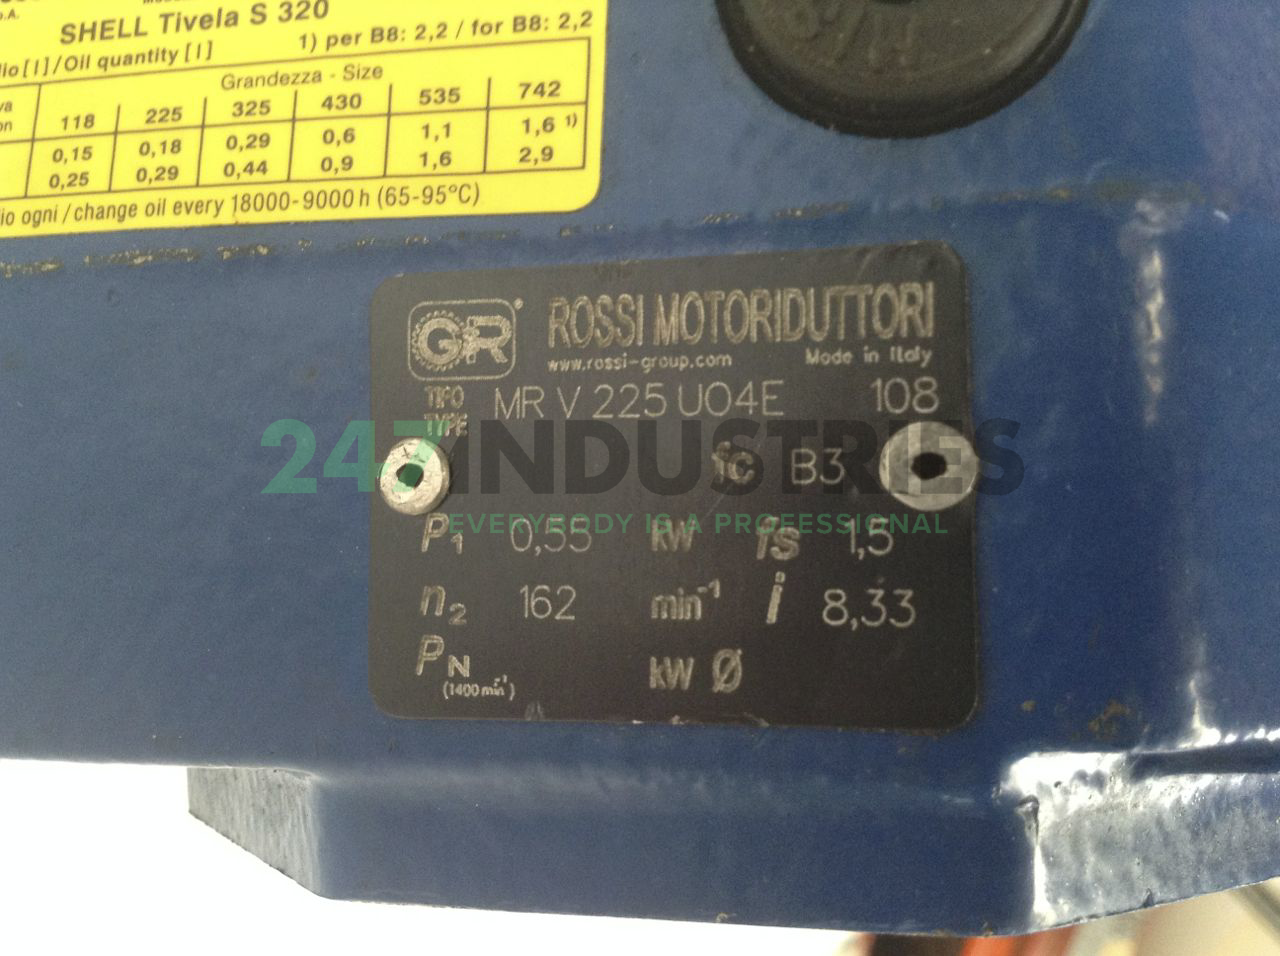 SHELL Tivela S 320
[l]/Oil quantity [l] 1) per B8: 2,2 / for B8: 2,2
Grandezza - Size
118 225 325 430 535 742
0,15 0,18 0,29 0,6 1,1 1,6 1)
0,25 0,29 0,44 0,9 1,6 2,9
ogni / change oil every 18000-9000 h (65-95°C)
GR ® ROSSI MOTORIDUTTORI
www.rossi-group.com Made in Italy
TIPO
TYPE MR V 225 UO4E 108
247INDUSTRIES
fc B3
EVERYBODY IS A PROFESSIONAL
P1 0,55 kW fs 1,5
n2 162 min-1 i 8,33
PN kW Ø
(1400 min-1)